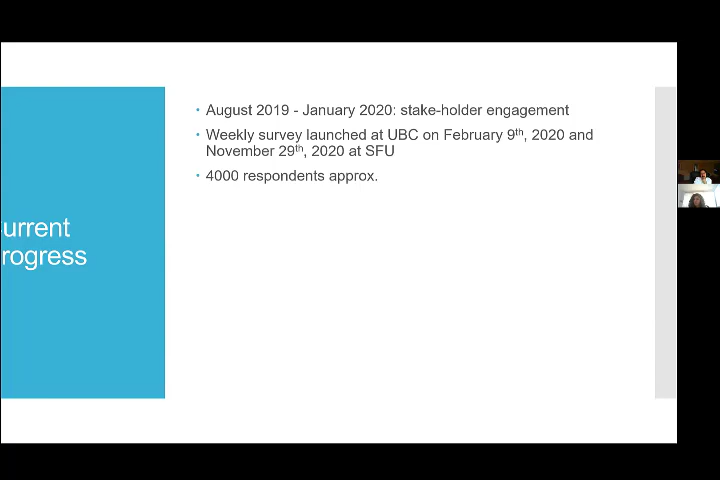 urrent
rogress
• August 2019 - January 2020: stake-holder engagement
• Weekly survey launched at UBC on February 9th, 2020 and
November 29th, 2020 at SFU
• 4000 respondents approx.